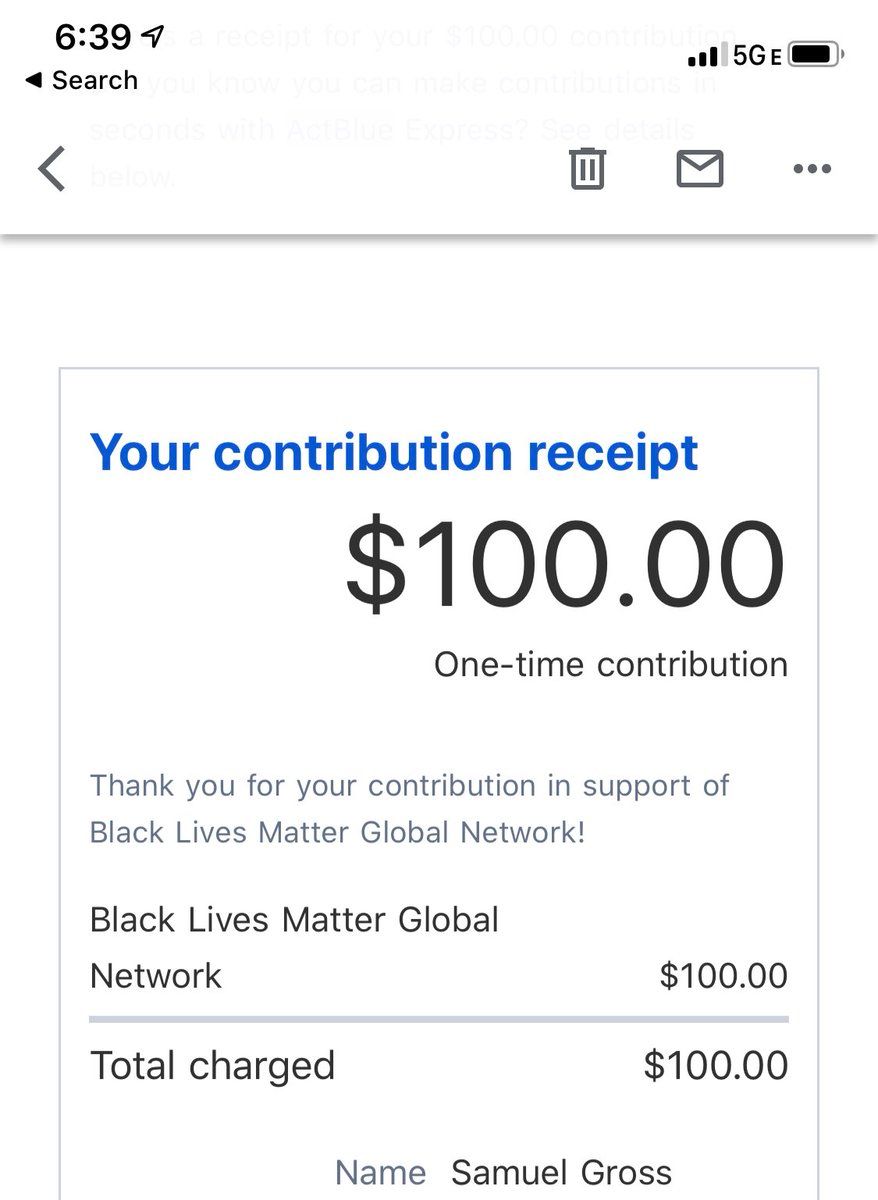 6:39
5GE
◀ Search
s a receipt for your $100.00 contribution
you know you can make contributions in
seconds with ActBlue Express? See details
below.
Your contribution receipt
$100.00
One-time contribution
Thank you for your contribution in support of
Black Lives Matter Global Network!
Black Lives Matter Global
Network $100.00
Total charged $100.00
Name Samuel Gross